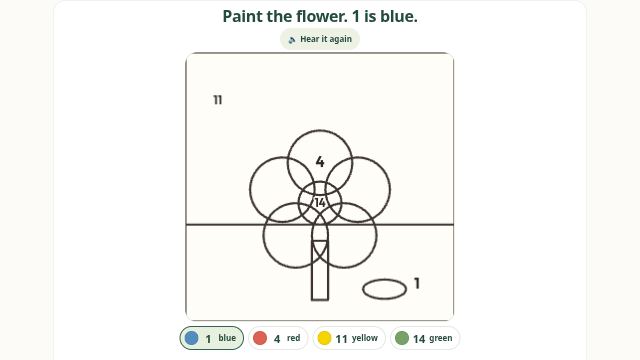 Paint the flower. 1 is blue.
🔈 Hear it again
11
4
14
1
1 blue
4 red
11 yellow
14 green